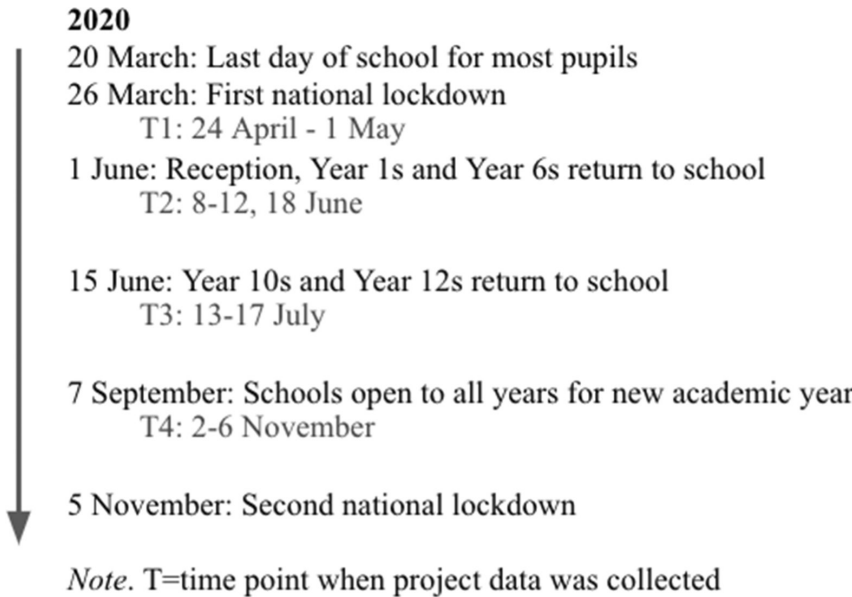 2020
20 March: Last day of school for most pupils
26 March: First national lockdown
T1: 24 April - 1 May
1 June: Reception, Year 1s and Year 6s return to school
T2: 8-12, 18 June
15 June: Year 10s and Year 12s return to school
T3: 13-17 July
7 September: Schools open to all years for new academic year
T4: 2-6 November
5 November: Second national lockdown
Note. T=time point when project data was collected